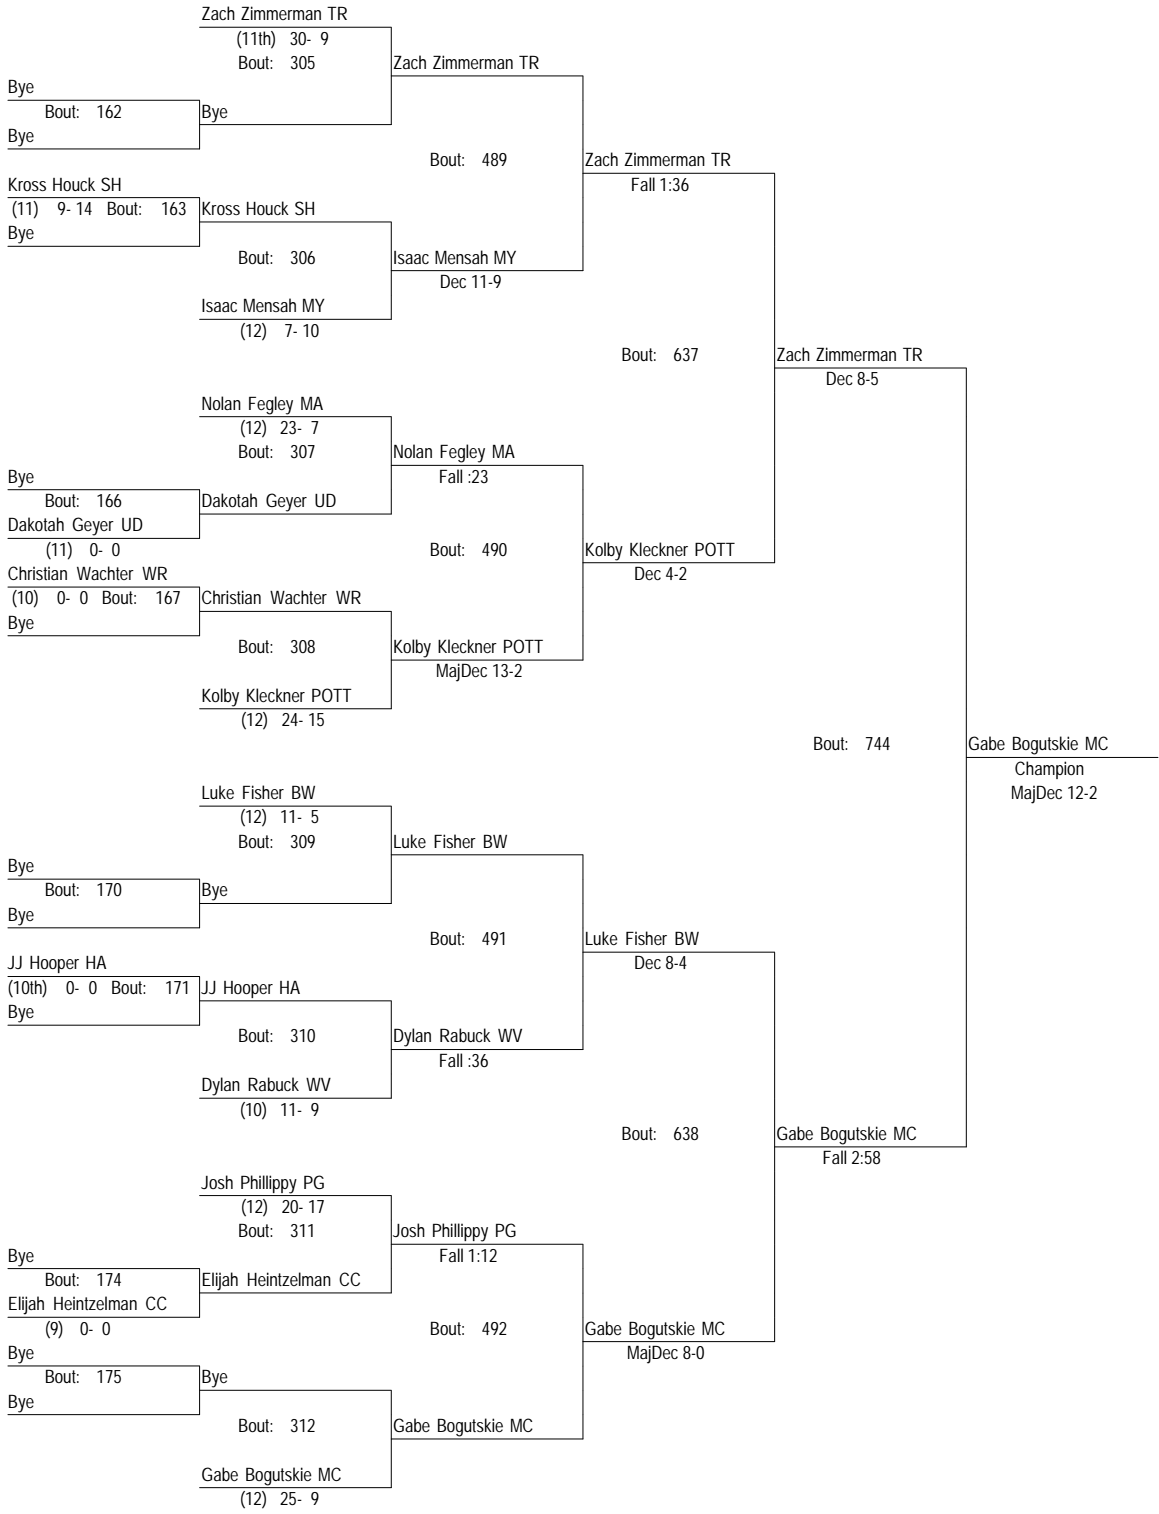 Zach Zimmerman TR
(11th) 30- 9
Bout: 305
Zach Zimmerman TR
Bye
Bout: 162
Bye
Bye
Bout: 489
Zach Zimmerman TR
Fall 1:36
Kross Houck SH
(11) 9- 14 Bout: 163
Kross Houck SH
Bye
Bout: 306
Isaac Mensah MY
Dec 11-9
Isaac Mensah MY
(12) 7- 10
Bout: 637
Zach Zimmerman TR
Dec 8-5
Nolan Fegley MA
(12) 23- 7
Bout: 307
Nolan Fegley MA
Fall :23
Bye
Bout: 166
Dakotah Geyer UD
Dakotah Geyer UD
(11) 0- 0
Bout: 490
Kolby Kleckner POTT
Dec 4-2
Christian Wachter WR
(10) 0- 0 Bout: 167
Christian Wachter WR
Bye
Bout: 308
Kolby Kleckner POTT
MajDec 13-2
Kolby Kleckner POTT
(12) 24- 15
Bout: 744
Gabe Bogutskie MC
Champion
MajDec 12-2
Luke Fisher BW
(12) 11- 5
Bout: 309
Luke Fisher BW
Bye
Bout: 170
Bye
Bye
Bout: 491
Luke Fisher BW
Dec 8-4
JJ Hooper HA
(10th) 0- 0 Bout: 171
JJ Hooper HA
Bye
Bout: 310
Dylan Rabuck WV
Fall :36
Dylan Rabuck WV
(10) 11- 9
Bout: 638
Gabe Bogutskie MC
Fall 2:58
Josh Phillippy PG
(12) 20- 17
Bout: 311
Josh Phillippy PG
Fall 1:12
Bye
Bout: 174
Elijah Heintzelman CC
Elijah Heintzelman CC
(9) 0- 0
Bout: 492
Gabe Bogutskie MC
MajDec 8-0
Bye
Bout: 175
Bye
Bye
Bout: 312
Gabe Bogutskie MC
Gabe Bogutskie MC
(12) 25- 9